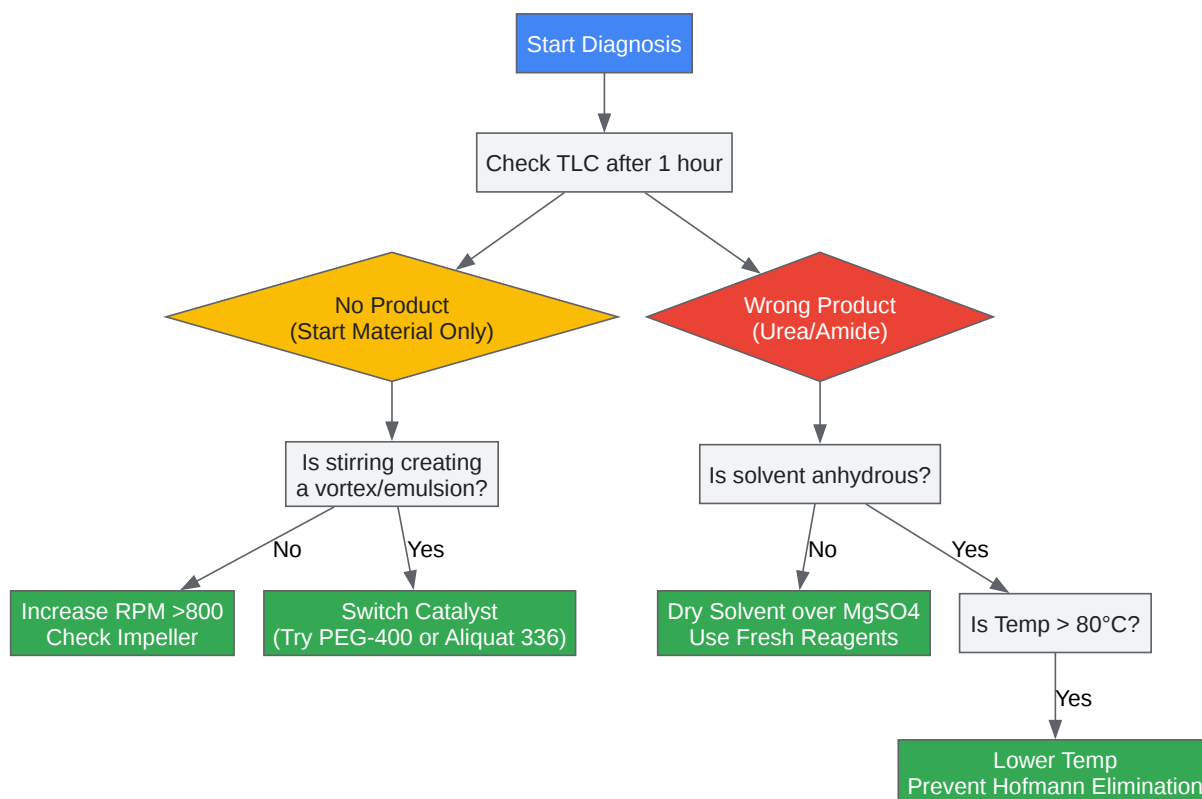 Start Diagnosis
Check TLC after 1 hour
No Product
(Start Material Only)
Wrong Product
(Urea/Amide)
Is stirring creating
a vortex/emulsion?
Is solvent anhydrous?
No
Yes
No
Yes
Increase RPM >800
Check Impeller
Switch Catalyst
(Try PEG-400 or Aliquat 336)
Dry Solvent over MgSO4
Use Fresh Reagents
Is Temp > 80°C?
Yes
Lower Temp
Prevent Hofmann Elimination